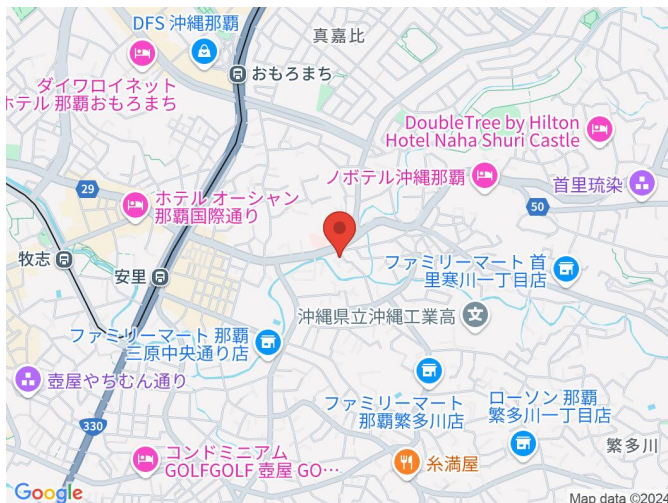 真嘉比
DFS 沖縄那覇
おもろまち
ダイワロイネット
ホテル 那覇おもろまち
DoubleTree by Hilton
Hotel Naha Shuri Castle
ノボテル沖縄那覇
首里琉染
29
50
ホテル オーシャン
那覇国際通り
牧志
安里
ファミリーマート 首
里寒川一丁目店
沖縄県立沖縄工業高
ファミリーマート 那覇
三原中央通り店
壺屋やちむん通り
ファミリーマート
那覇繁多川店
ローソン 那覇
繁多川一丁目店
330
コンドミニアム
GOLFGOLF 壺屋 GO…
糸満屋
繁多川
Google
Map data ©2024